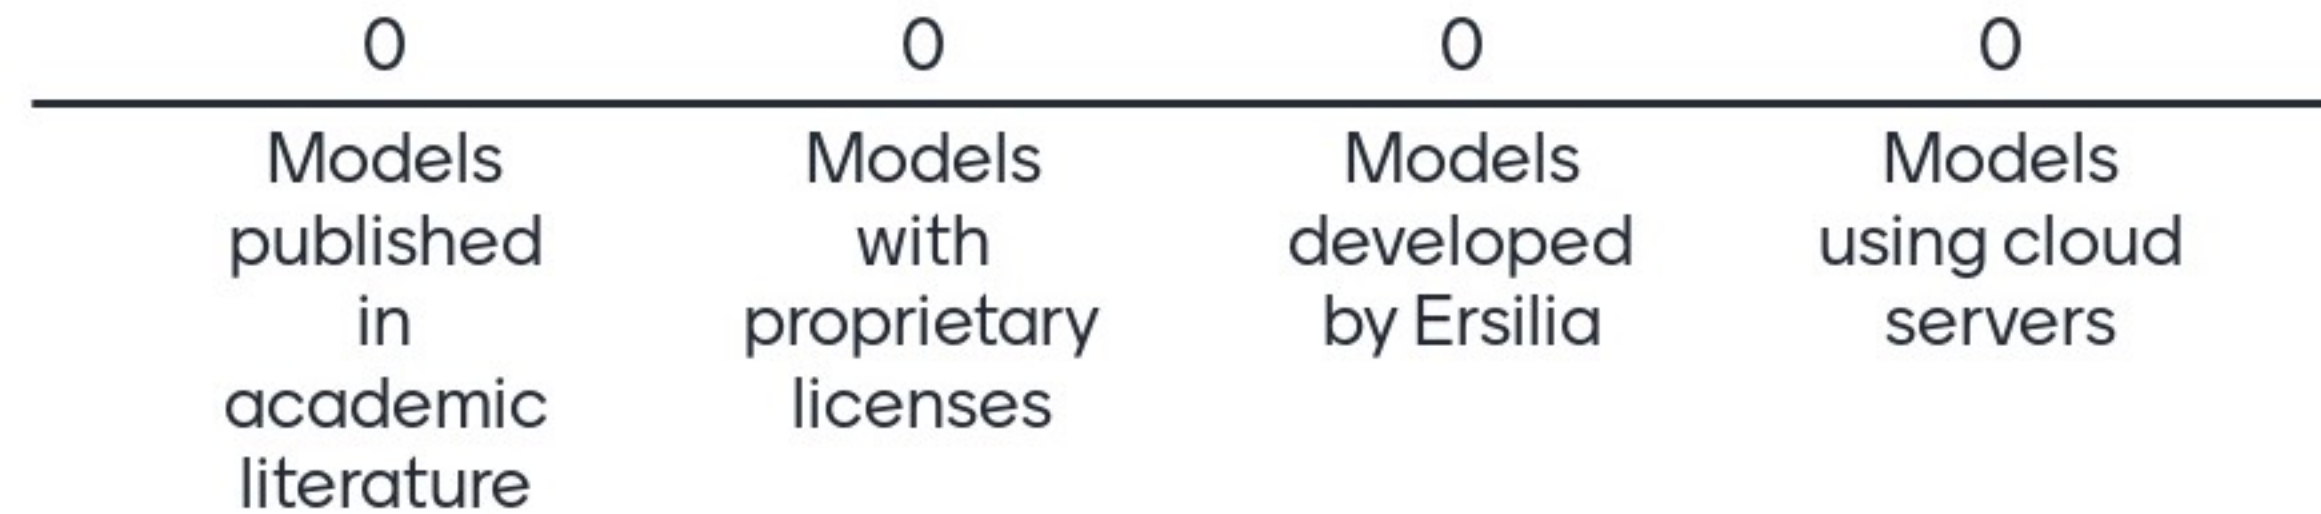 0 0 0 0
Models
published
in
academic
literature
Models
with
proprietary
licenses
Models
developed
by Ersilia
Models
using cloud
servers